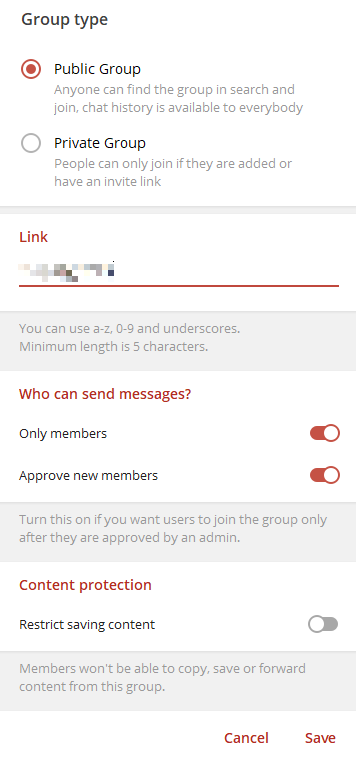 Group type
Public Group
Anyone can find the group in search and
join, chat history is available to everybody
Private Group
People can only join if they are added or
have an invite link
Link
You can use a-z, 0-9 and underscores.
Minimum length is 5 characters.
Who can send messages?
Only members
Approve new members
Turn this on if you want users to join the group only
after they are approved by an admin.
Content protection
Restrict saving content
Members won't be able to copy, save or forward
content from this group.
Cancel
Save